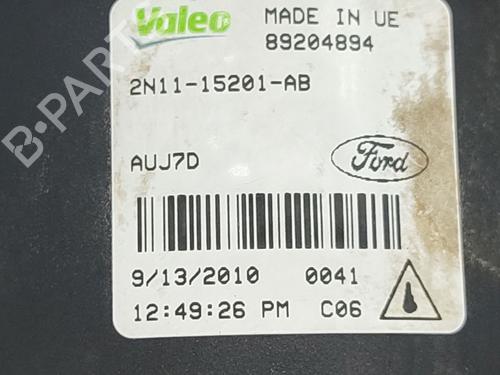 Valeo MADE IN UE
89204894
2N11-15201-AB
AUJ7D Ford
9/13/2010 0041
12:49:26 PM C06
B-PARTS